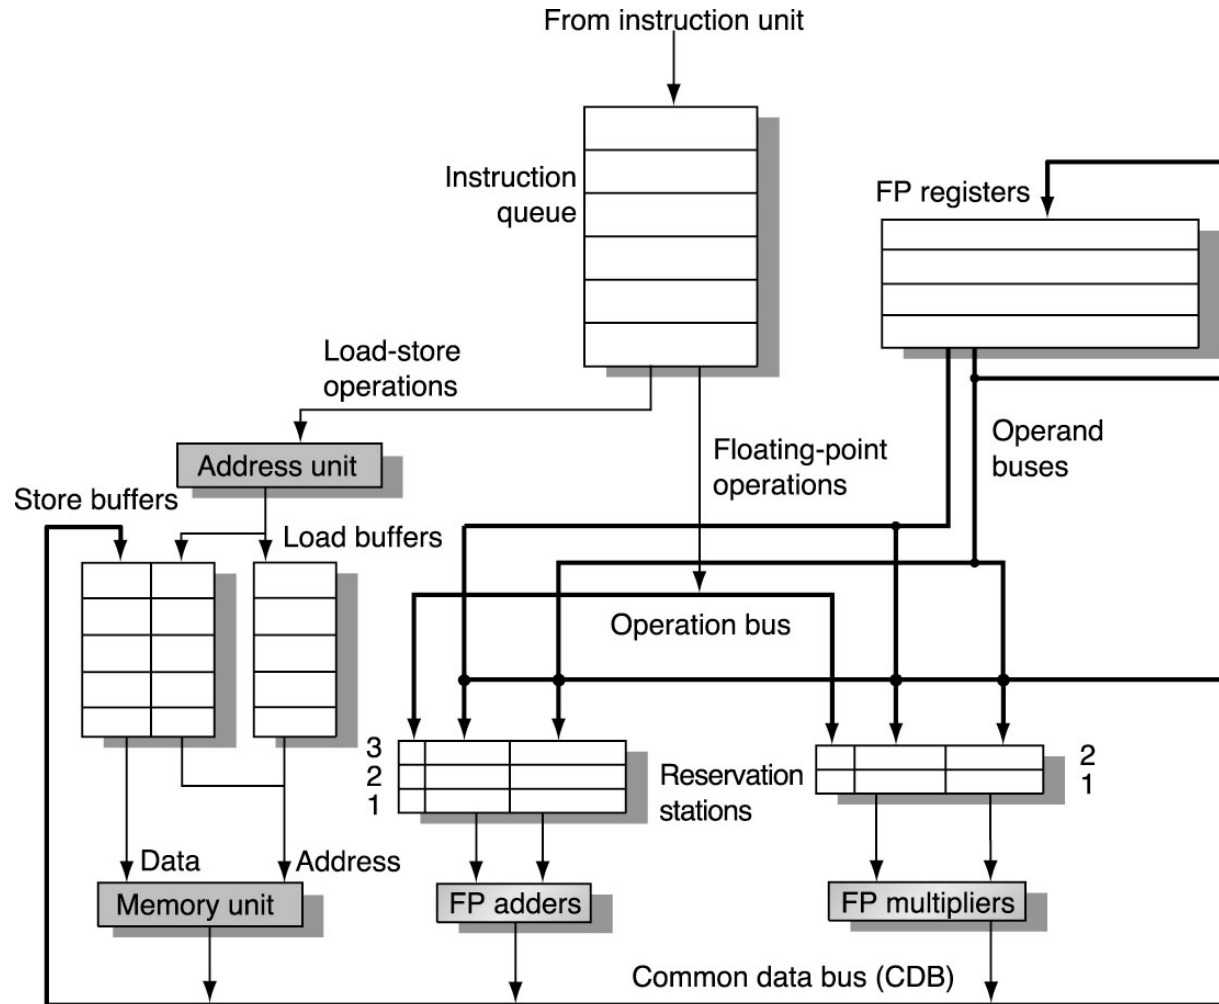 From instruction unit
Instruction
queue
FP registers
Load-store
operations
Address unit
Floating-point
operations
Operand
buses
Store buffers
Load buffers
Operation bus
3
2
1
Reservation
stations
2
1
Data
Address
Memory unit
FP adders
FP multipliers
Common data bus (CDB)